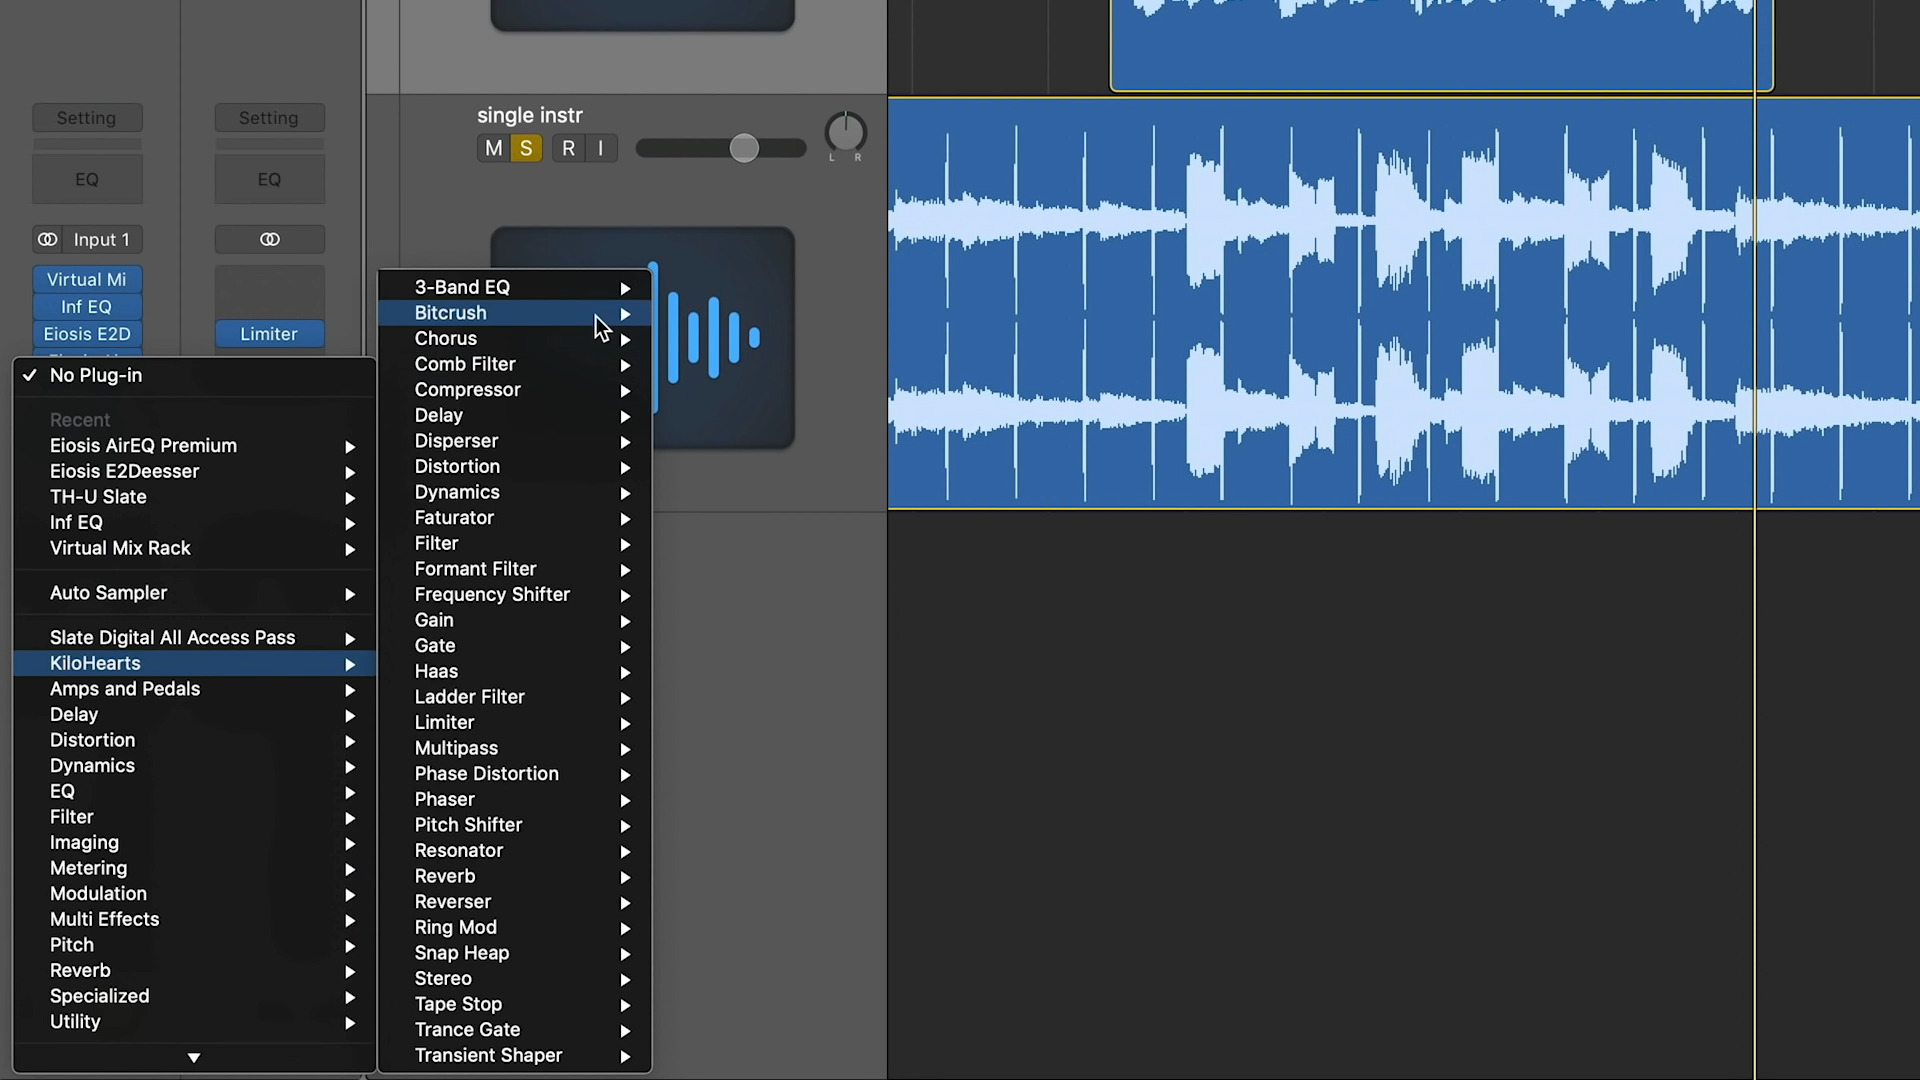 Setting
EQ
Input 1
Virtual Mi
Inf EQ
Eiosis E2D
Setting
EQ
Limiter
single instr
M S R I
L R
✓ No Plug-in
Recent
Eiosis AirEQ Premium
Eiosis E2Deesser
TH-U Slate
Inf EQ
Virtual Mix Rack
Auto Sampler
Slate Digital All Access Pass
KiloHearts
Amps and Pedals
Delay
Distortion
Dynamics
EQ
Filter
Imaging
Metering
Modulation
Multi Effects
Pitch
Reverb
Specialized
Utility
3-Band EQ
Bitcrush
Chorus
Comb Filter
Compressor
Delay
Disperser
Distortion
Dynamics
Faturator
Filter
Formant Filter
Frequency Shifter
Gain
Gate
Haas
Ladder Filter
Limiter
Multipass
Phase Distortion
Phaser
Pitch Shifter
Resonator
Reverb
Reverser
Ring Mod
Snap Heap
Stereo
Tape Stop
Trance Gate
Transient Shaper